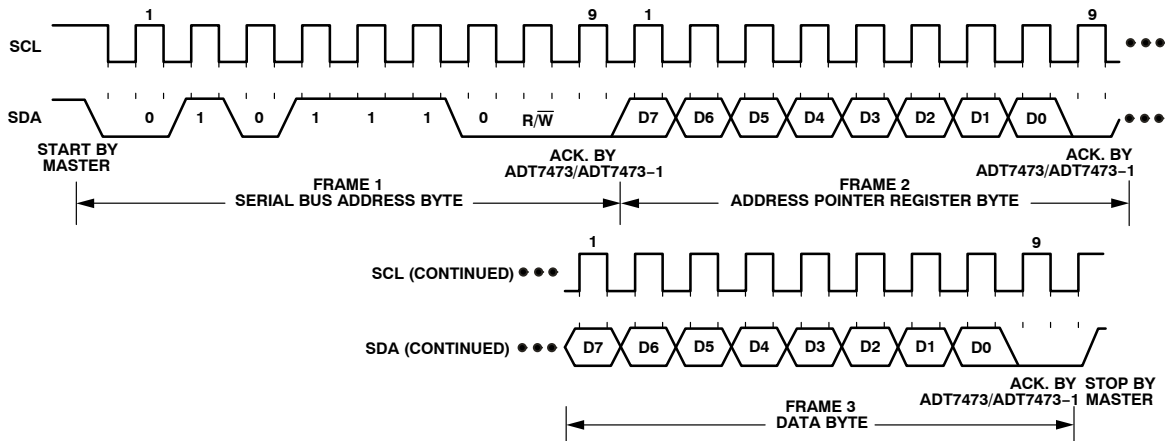 1 9 1 9
SCL
SDA
0 1 0 1 1 1 0 R/W̅ D7 D6 D5 D4 D3 D2 D1 D0
START BY
MASTER
ACK. BY
ADT7473/ADT7473−1
ACK. BY
ADT7473/ADT7473−1
FRAME 1
SERIAL BUS ADDRESS BYTE
FRAME 2
ADDRESS POINTER REGISTER BYTE
1 9
SCL (CONTINUED)
SDA (CONTINUED)
D7 D6 D5 D4 D3 D2 D1 D0
ACK. BY
ADT7473/ADT7473−1
STOP BY
MASTER
FRAME 3
DATA BYTE